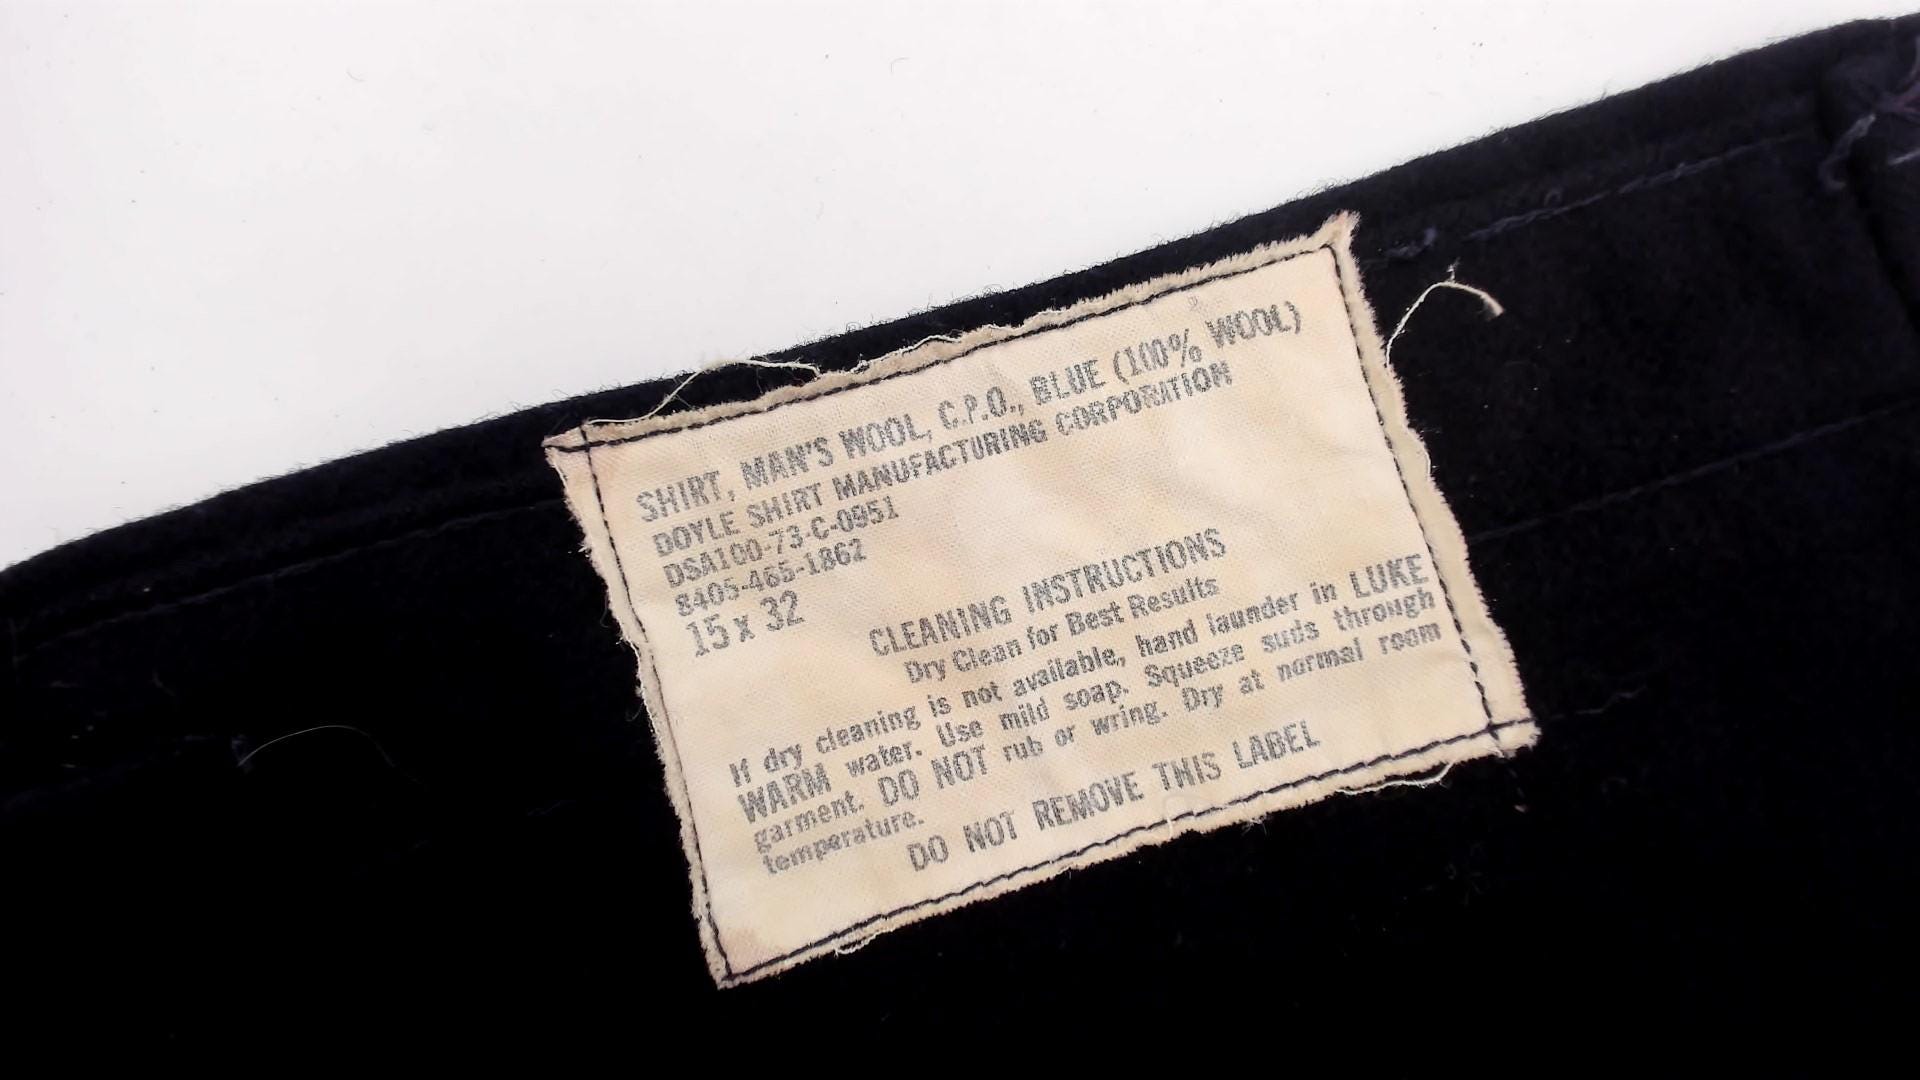 SHIRT, MAN'S WOOL, C.P.O., BLUE (100% WOOL)
DOYLE SHIRT MANUFACTURING CORPORATION
DSA100-73-C-0951
8405-465-1862
15 x 32
CLEANING INSTRUCTIONS
Dry Clean for Best Results
If dry cleaning is not available, hand launder in LUKE
WARM water. Use mild soap. Squeeze suds through
garment. DO NOT rub or wring. Dry at normal room
temperature.
DO NOT REMOVE THIS LABEL